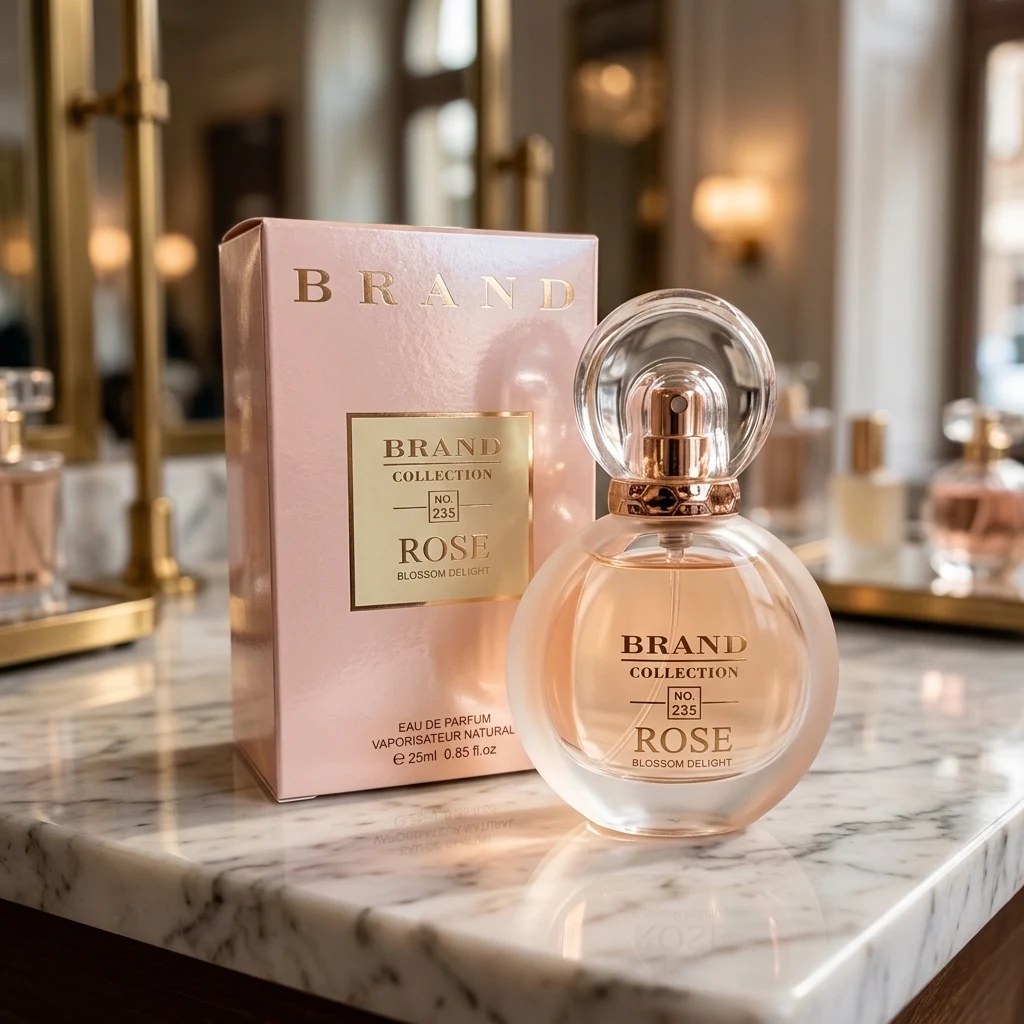 BRAND
BRAND
COLLECTION
NO.
235
ROSE
BLOSSOM DELIGHT
EAU DE PARFUM
VAPORISATEUR NATURAL
℮ 25ml 0.85 fl.oz
BRAND
COLLECTION
NO.
235
ROSE
BLOSSOM DELIGHT